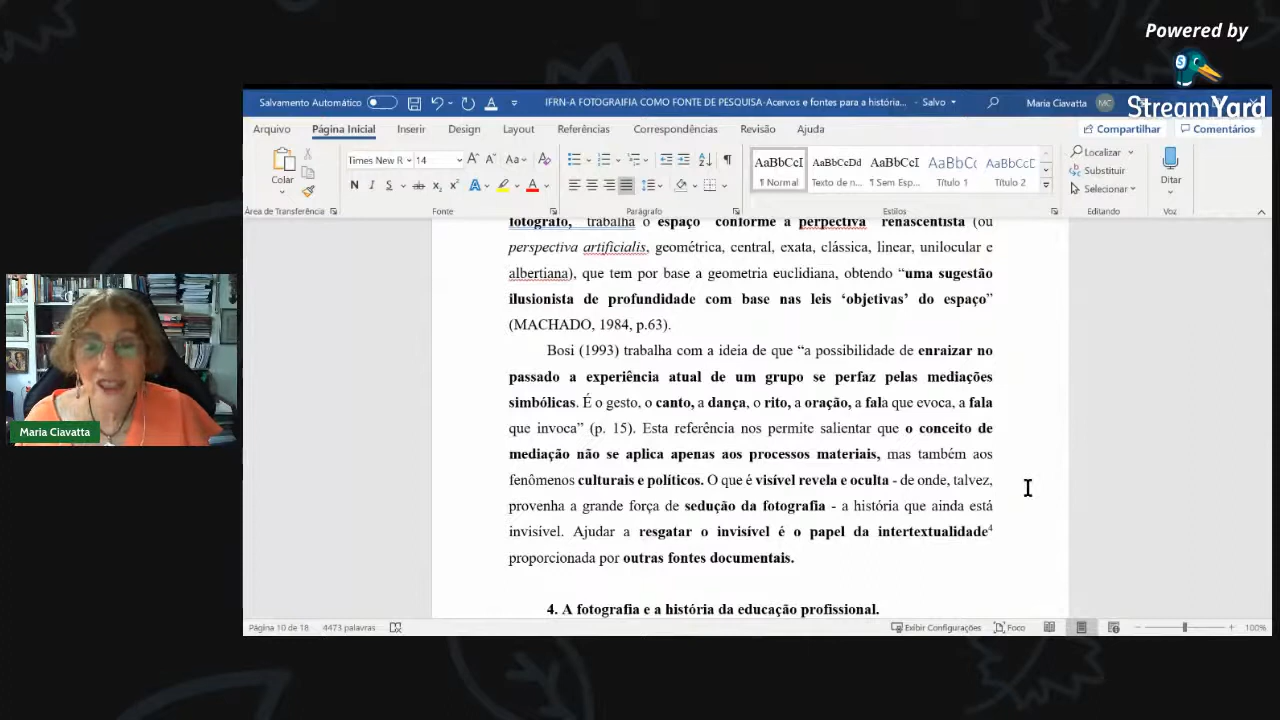 Powered by
StreamYard
Salvamento Automático
IFRN-A FOTOGRAIFIA COMO FONTE DE PESQUISA-Acervos e fontes para a história... - Salvo
Maria Ciavatta
MC
Arquivo Página Inicial Inserir Design Layout Referências Correspondências Revisão Ajuda
Compartilhar Comentários
Colar
Times New R 14
AaBbCcI AaBbCcDd AaBbCcI AaBbCc AaBbCcE
¶ Normal Texto de n... ¶ Sem Esp... Título 1 Título 2
Localizar
Substituir
Selecionar
Ditar
Área de Transferência Fonte Parágrafo Estilos Editando Voz
fotógrafo, trabalha o espaço conforme a perpectiva renascentista (ou
perspectiva artificialis, geométrica, central, exata, clássica, linear, unilocular e
albertiana), que tem por base a geometria euclidiana, obtendo “uma sugestão
ilusionista de profundidade com base nas leis ‘objetivas’ do espaço”
(MACHADO, 1984, p.63).
Bosi (1993) trabalha com a ideia de que “a possibilidade de enraizar no
passado a experiência atual de um grupo se perfaz pelas mediações
simbólicas. É o gesto, o canto, a dança, o rito, a oração, a fala que evoca, a fala
que invoca” (p. 15). Esta referência nos permite salientar que o conceito de
mediação não se aplica apenas aos processos materiais, mas também aos
fenômenos culturais e políticos. O que é visível revela e oculta - de onde, talvez,
provenha a grande força de sedução da fotografia - a história que ainda está
invisível. Ajudar a resgatar o invisível é o papel da intertextualidade4
proporcionada por outras fontes documentais.
4. A fotografia e a história da educação profissional.
Maria Ciavatta
Página 10 de 18 4473 palavras
Exibir Configurações Foco
100%